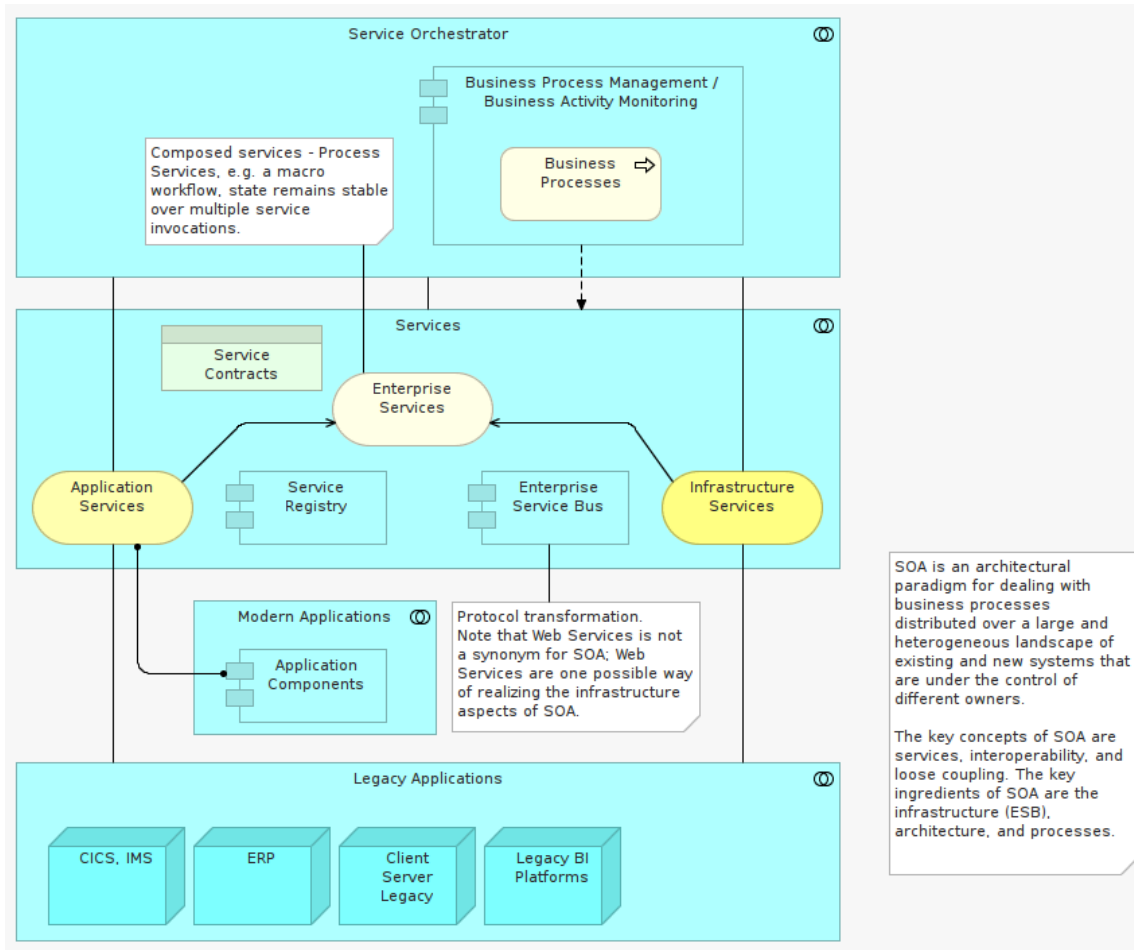 Service Orchestrator
Business Process Management /
Business Activity Monitoring
Business
Processes
Composed services - Process
Services, e.g. a macro
workflow, state remains stable
over multiple service
invocations.
Services
Service
Contracts
Enterprise
Services
Application
Services
Service
Registry
Enterprise
Service Bus
Infrastructure
Services
Modern Applications
Application
Components
Protocol transformation.
Note that Web Services is not
a synonym for SOA; Web
Services are one possible way
of realizing the infrastructure
aspects of SOA.
SOA is an architectural
paradigm for dealing with
business processes
distributed over a large and
heterogeneous landscape of
existing and new systems that
are under the control of
different owners.
The key concepts of SOA are
services, interoperability, and
loose coupling. The key
ingredients of SOA are the
infrastructure (ESB),
architecture, and processes.
Legacy Applications
CICS, IMS
ERP
Client
Server
Legacy
Legacy BI
Platforms